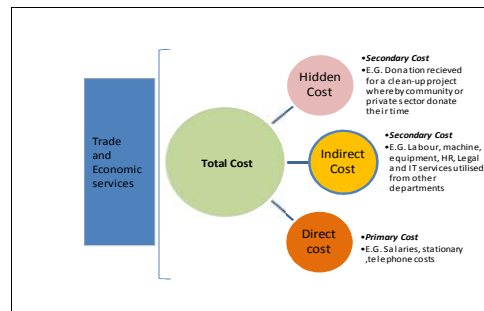 Trade
and
Economic
services
Total Cost
Hidden
Cost
•Secondary Cost
•E.G. Donation recieved
for a clean-up project
whereby community or
private sector donate
their time
Indirect
Cost
•Secondary Cost
•E.G. Labour, machine,
equipment, HR, Legal
and IT services utilised
from other
departments
Direct
cost
•Primary Cost
•E.G. Salaries, stationary
,telephone costs